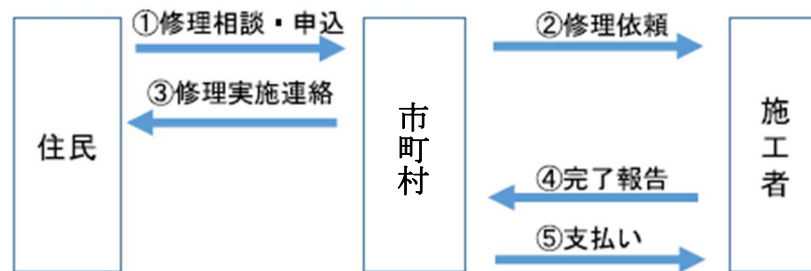 ①修理相談・申込
②修理依頼
③修理実施連絡
住民
市町村
施工者
④完了報告
⑤支払い